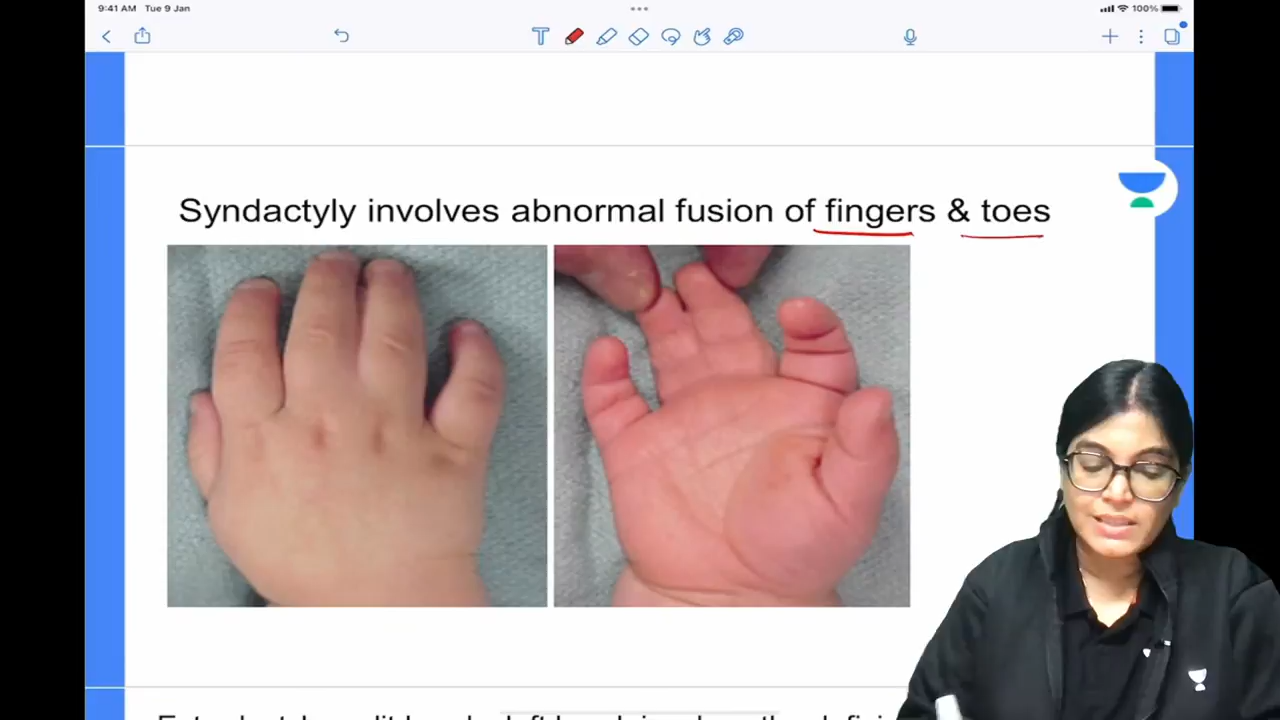 9:41 AM Tue 9 Jan
100%
Syndactyly involves abnormal fusion of fingers & toes